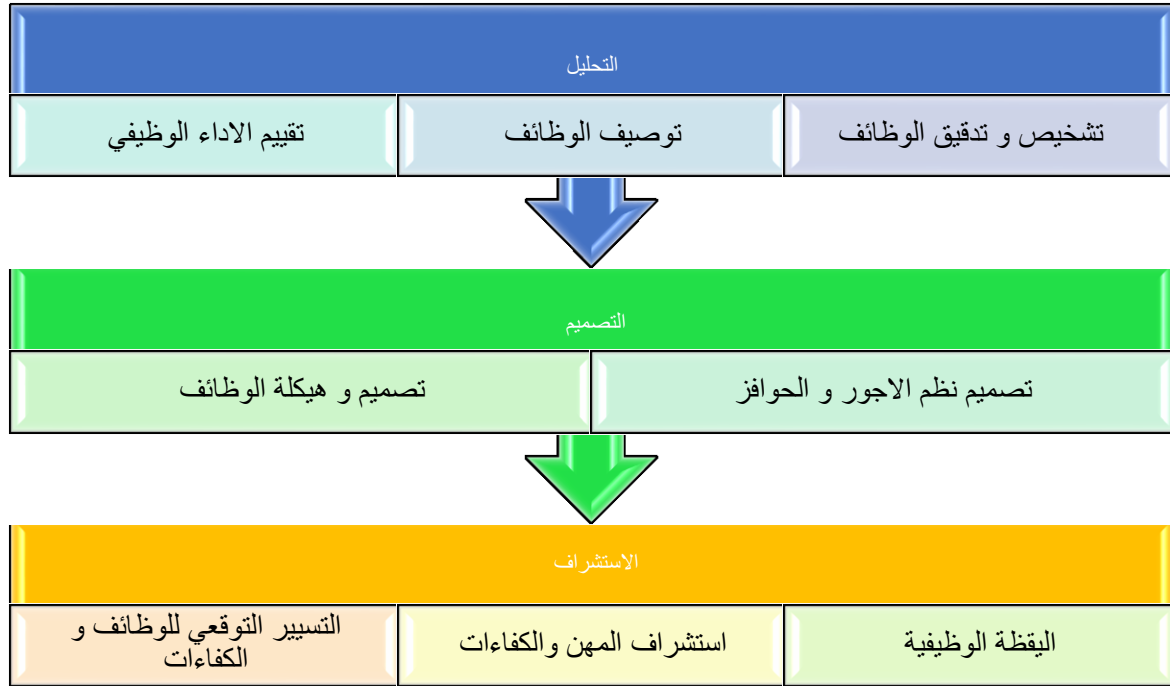 التحليل
تشخيص و تدقيق الوظائف
توصيف الوظائف
تقييم الاداء الوظيفي
التصميم
تصميم نظم الاجور و الحوافز
تصميم و هيكلة الوظائف
الاستشراف
اليقظة الوظيفية
استشراف المهن والكفاءات
التسيير التوقعي للوظائف و
الكفاءات